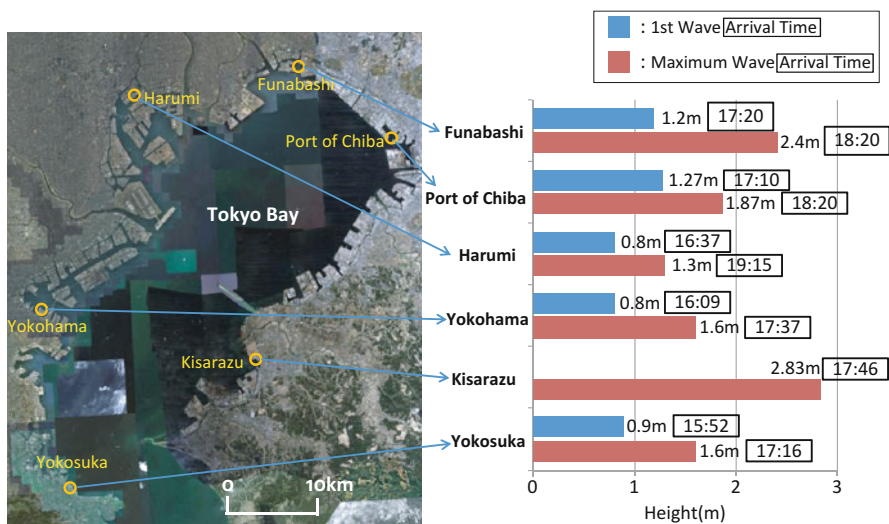 : 1st Wave Arrival Time
: Maximum Wave Arrival Time
Funabashi
Harumi
Port of Chiba
Tokyo Bay
Yokohama
Kisarazu
Yokosuka
0 10km
Funabashi
1.2m 17:20
2.4m 18:20
Port of Chiba
1.27m 17:10
1.87m 18:20
Harumi
0.8m 16:37
1.3m 19:15
Yokohama
0.8m 16:09
1.6m 17:37
Kisarazu
2.83m 17:46
Yokosuka
0.9m 15:52
1.6m 17:16
0 1 2 3
Height(m)